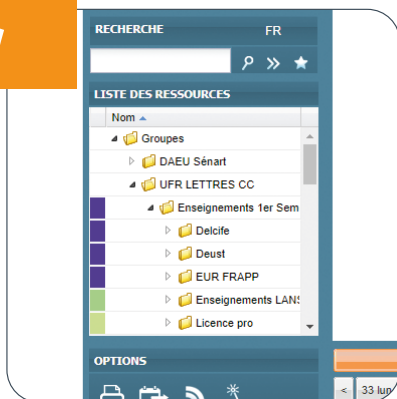 RECHERCHE FR
LISTE DES RESSOURCES
Nom
Groupes
DAEU Sénart
UFR LETTRES CC
Enseignements 1er Sem
Delcife
Deust
EUR FRAPP
Enseignements LANS
Licence pro
OPTIONS
< 33 lun